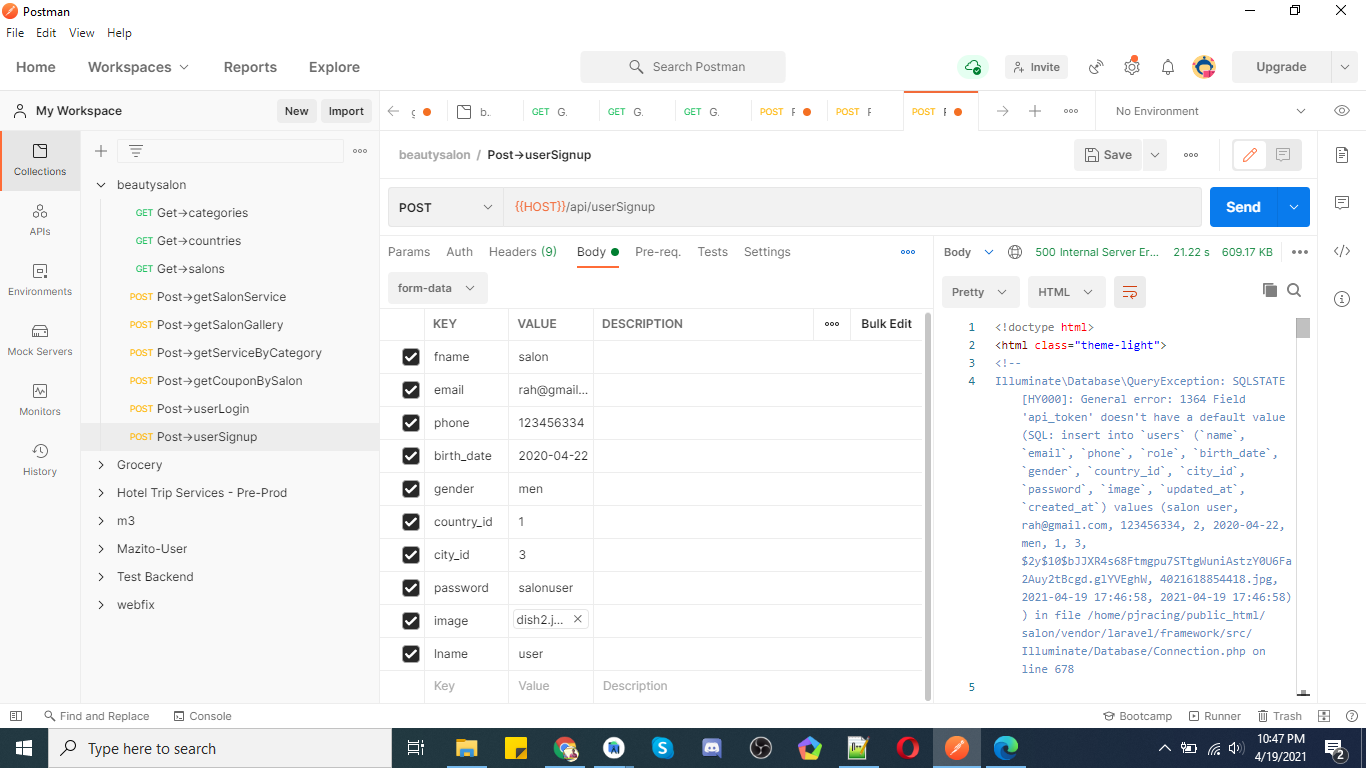 Postman
File Edit View Help
Home Workspaces Reports Explore Search Postman Invite Upgrade
My Workspace New Import
GET G. GET G. GET G. POST F POST F POST F No Environment
Collections
APIs
Environments
Mock Servers
Monitors
History
beautysalon
GET Get->categories
GET Get->countries
GET Get->salons
POST Post->getSalonService
POST Post->getSalonGallery
POST Post->getServiceByCategory
POST Post->getCouponBySalon
POST Post->userLogin
POST Post->userSignup
Grocery
Hotel Trip Services - Pre-Prod
m3
Mazito-User
Test Backend
webfix
beautysalon / Post->userSignup Save
POST {{HOST}}/api/userSignup Send
Params Auth Headers (9) Body Pre-req. Tests Settings
form-data
KEY VALUE DESCRIPTION Bulk Edit
fname salon
email rah@gmail...
phone 123456334
birth_date 2020-04-22
gender men
country_id 1
city_id 3
password salonuser
image dish2.j...
lname user
Key Value Description
Body 500 Internal Server Er... 21.22 s 609.17 KB
Pretty HTML
1 <!doctype html>
2 <html class="theme-light">
3 <!--
4 Illuminate\Database\QueryException: SQLSTATE
[HY000]: General error: 1364 Field
'api_token' doesn't have a default value
(SQL: insert into `users` (`name`,
`email`, `phone`, `role`, `birth_date`,
`gender`, `country_id`, `city_id`,
`password`, `image`, `updated_at`,
`created_at`) values (salon user,
rah@gmail.com, 123456334, 2, 2020-04-22,
men, 1, 3,
$2y$10$bJJXR4s68Ftmgpu7STtgWuniAstzY0U6Fa
2Auy2tBcgd.glYVEghW, 4021618854418.jpg,
2021-04-19 17:46:58, 2021-04-19 17:46:58)
) in file /home/pjracing/public_html/
salon/vendor/laravel/framework/src/
Illuminate/Database/Connection.php on
line 678
5
Find and Replace Console Bootcamp Runner Trash
Type here to search
10:47 PM
4/19/2021
2